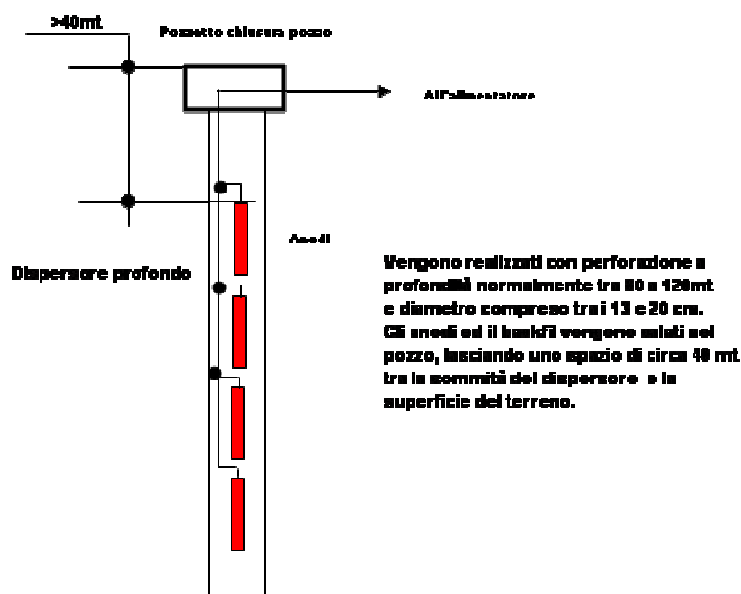 >40mt
Pozzetto chiusura pozzo
All'alimentatore
Anodi
Dispersore profondo
Vengono realizzati con perforazione a
profondità normalmente tra 80 e 120mt
e diametro compreso tra i 13 e 20 cm.
Gli anodi ed il backfil vengono calati nel
pozzo, lasciando uno spazio di circa 40 mt
tra la sommità del dispersore e la
superficie del terreno.